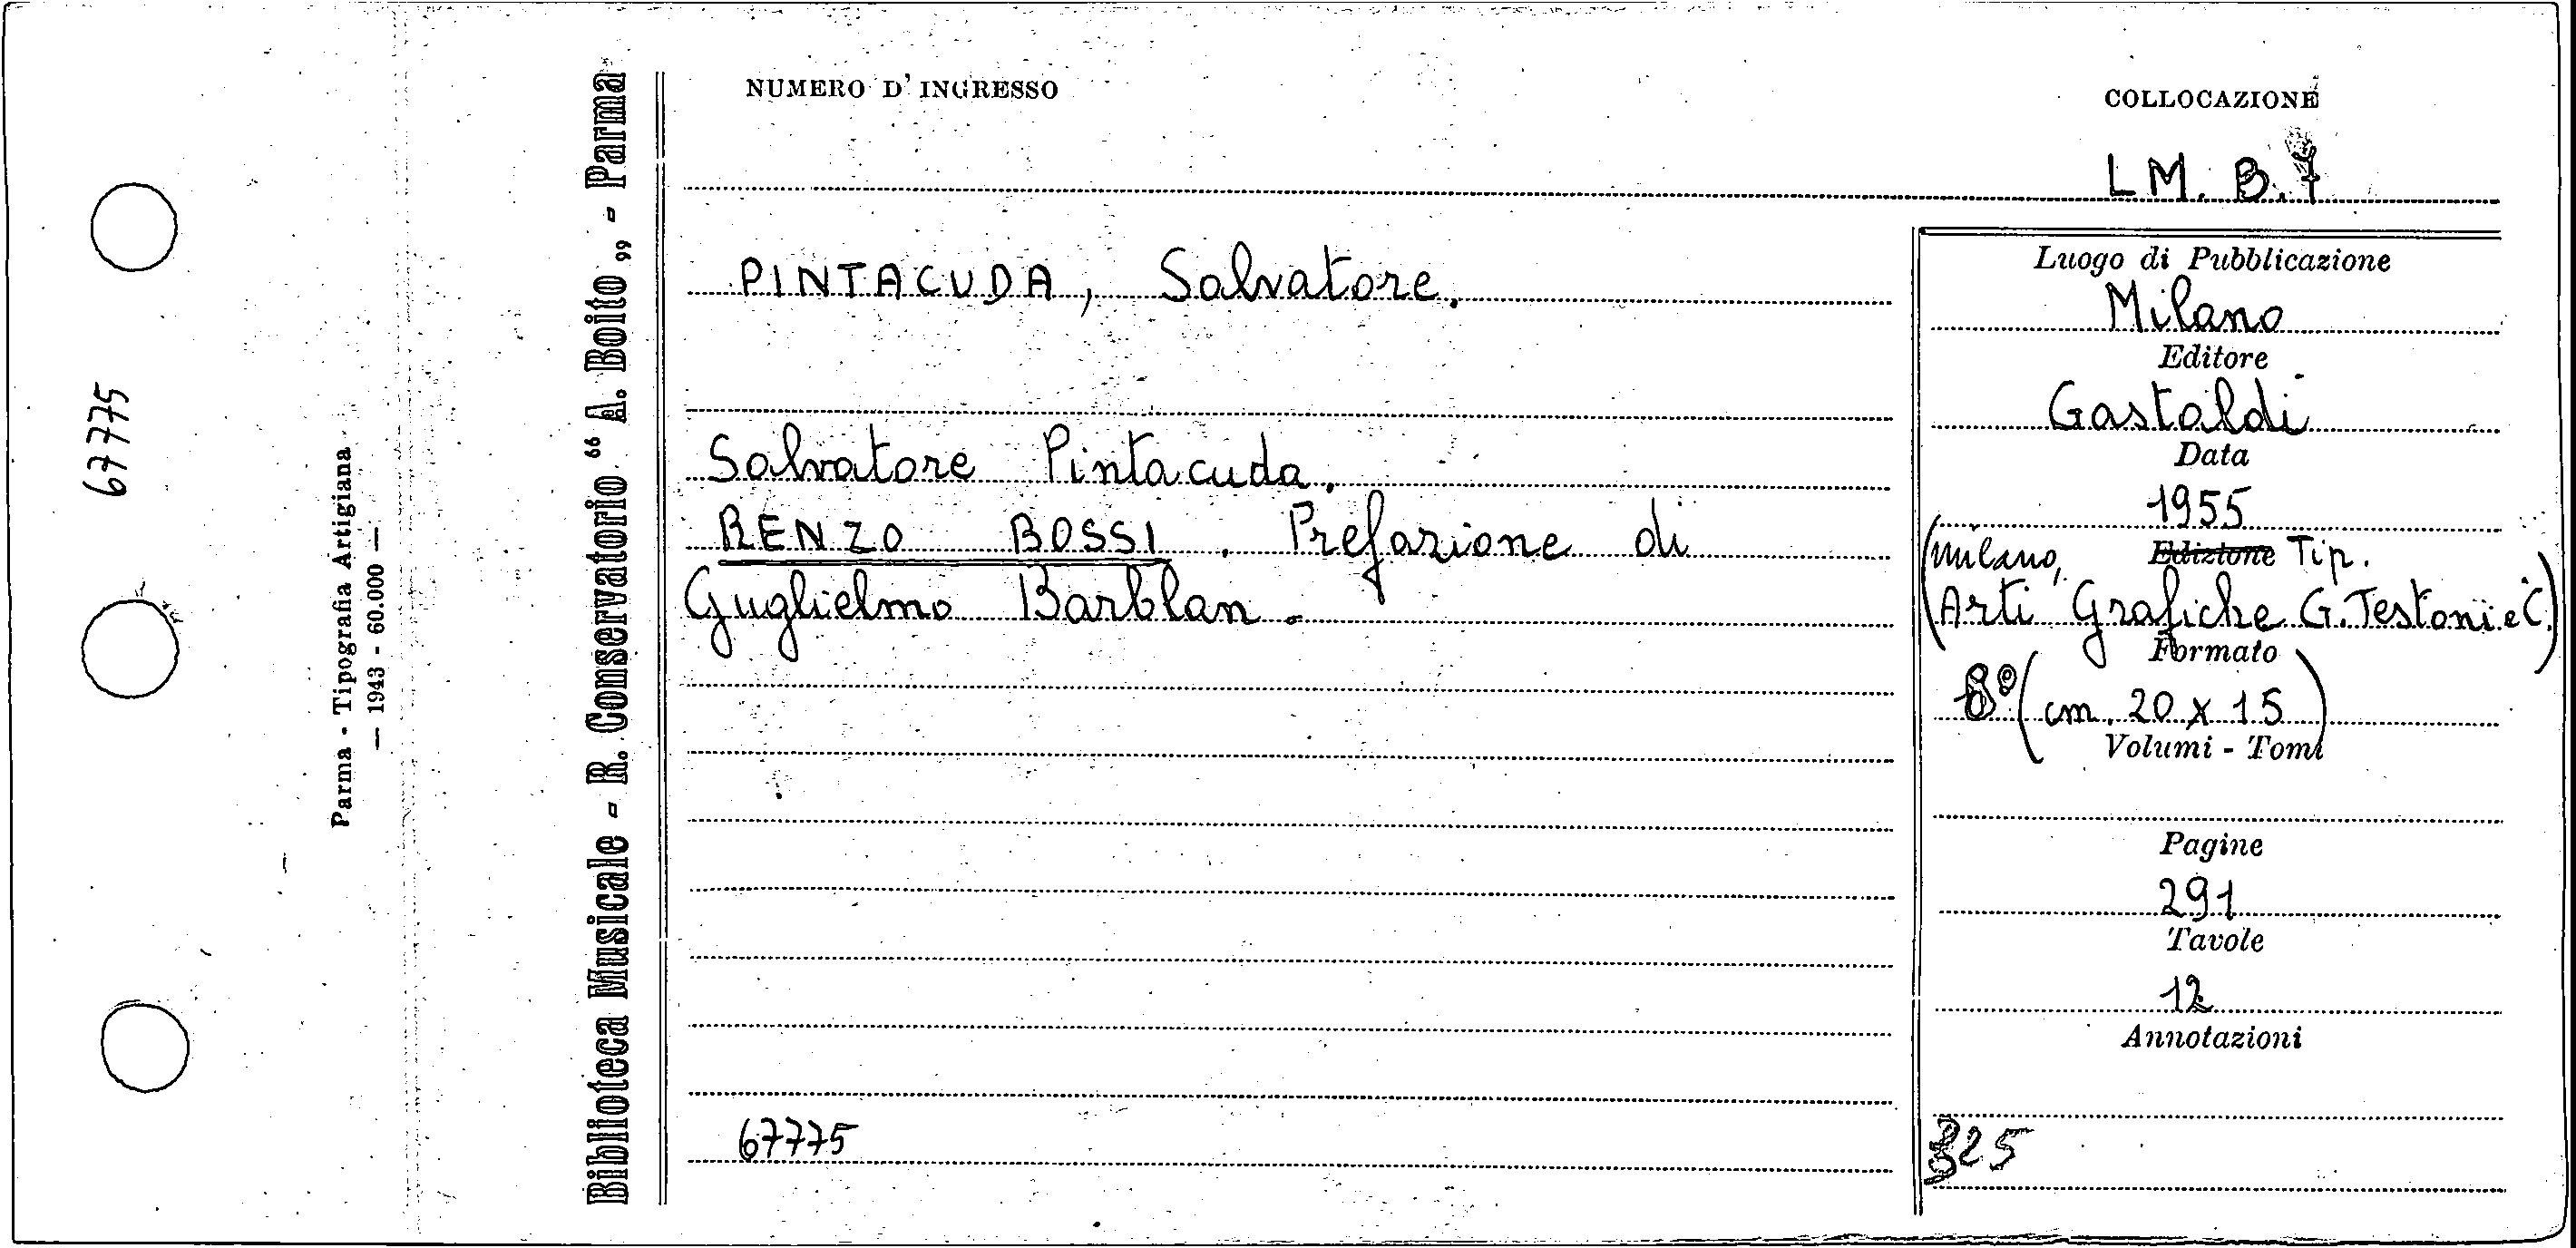 NUMERO D' INGRESSO
COLLOCAZIONE
LM. B. 7
PINTACUDA, Salvatore.
Salvatore Pintacuda.
RENZO BOSSI. Prefazione di
Guglielmo Barblan.
Luogo di Pubblicazione
Milano
Editore
Gastaldi
Data
1955
(Milano, Edizione Tip.
Arti Grafiche G. Testoni e C.)
Formato
8° (cm. 20 x 15)
Volumi - Tomi
Pagine
291
Tavole
12
Annotazioni
67775
325
67775
Parma - Tipografia Artigiana
— 1943 - 60.000 —
Biblioteca Musicale - R. Conservatorio “ A. Boito „ - Parma